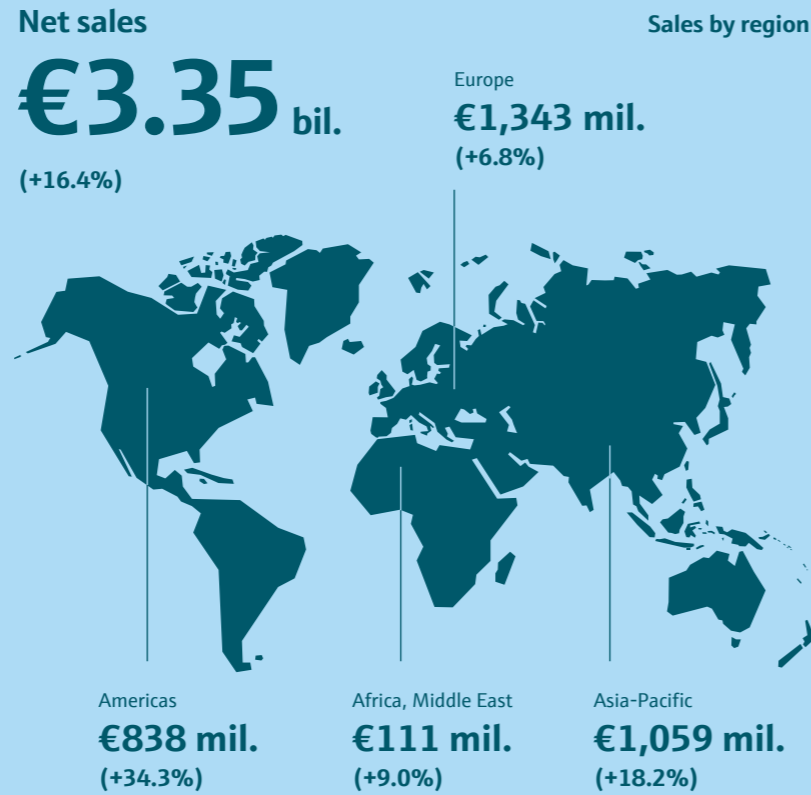 Net sales
Sales by region
€3.35 bil.
(+16.4%)
Europe
€1,343 mil.
(+6.8%)
Americas
€838 mil.
(+34.3%)
Africa, Middle East
€111 mil.
(+9.0%)
Asia-Pacific
€1,059 mil.
(+18.2%)